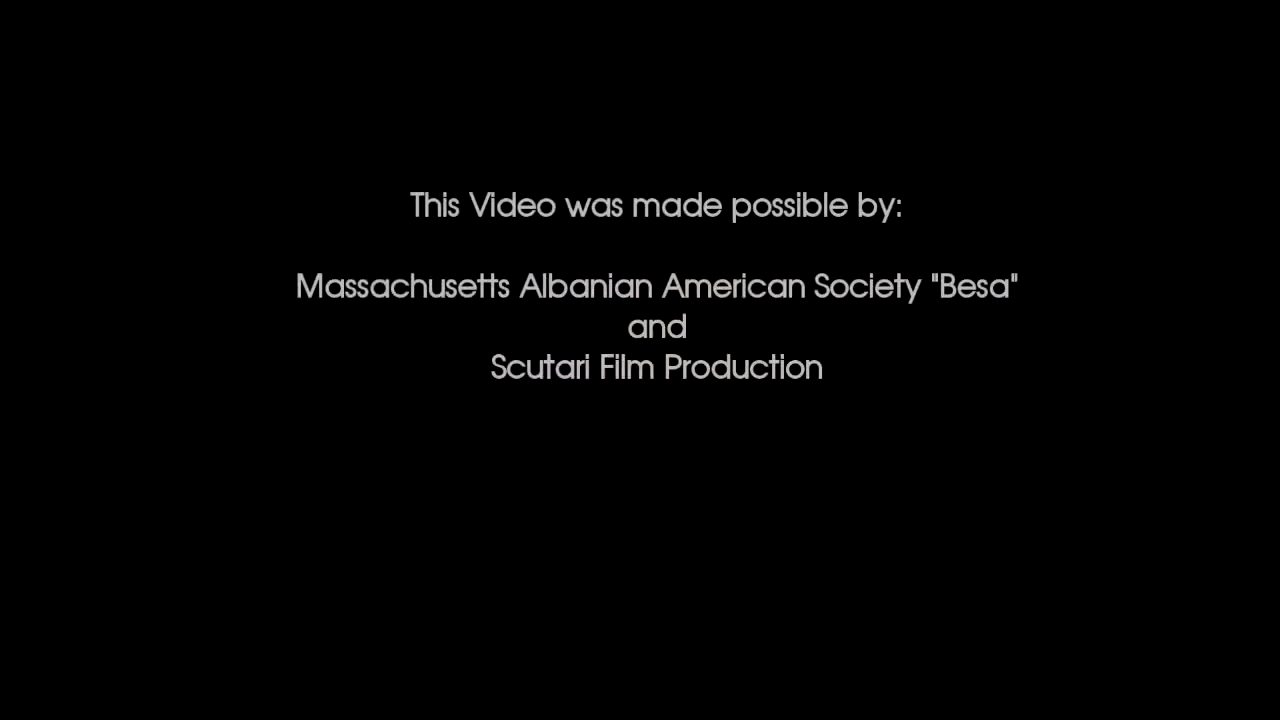 This Video was made possible by:
Massachusetts Albanian American Society "Besa"
and
Scutari Film Production